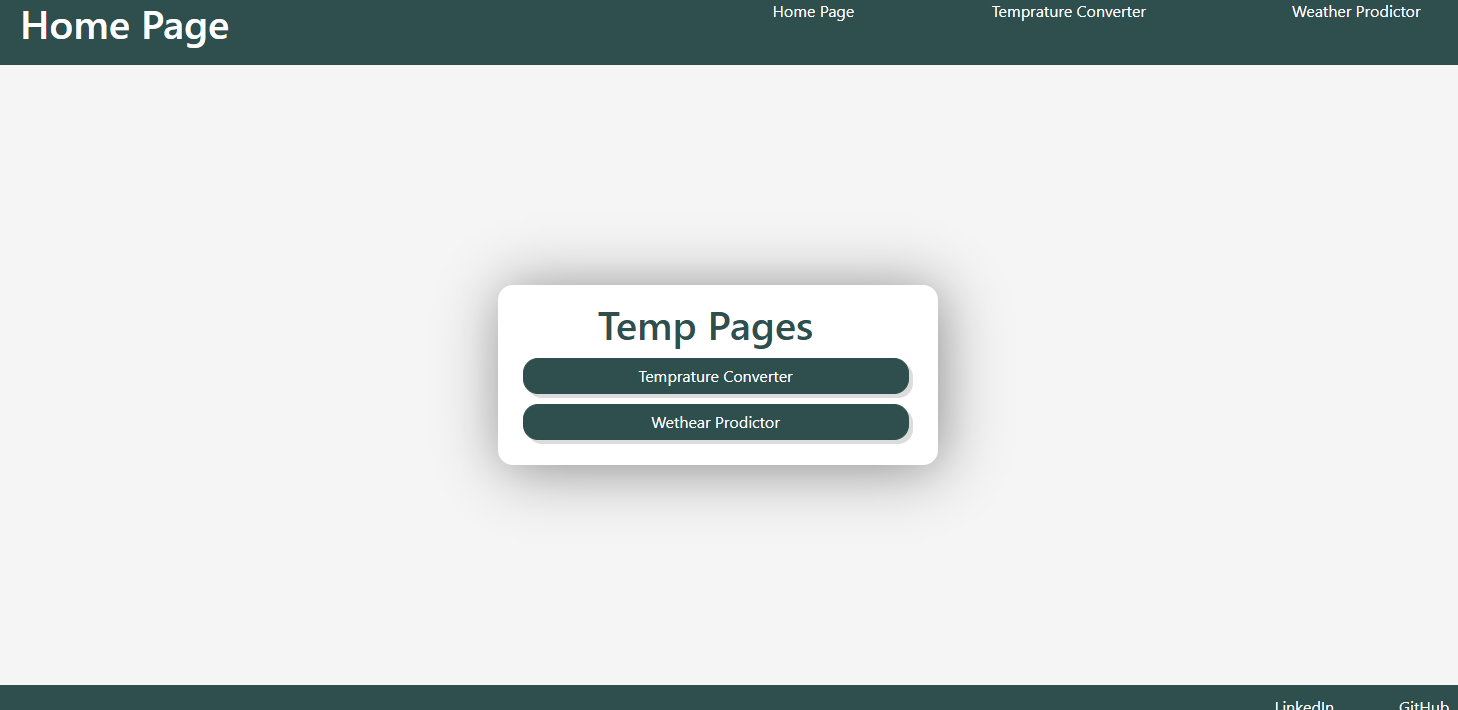 Home Page
Home Page Temprature Converter Weather Prodictor
Temp Pages
Temprature Converter
Wethear Prodictor
LinkedIn GitHub